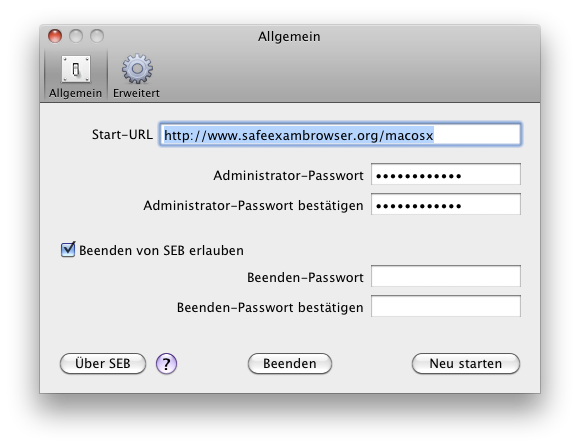 Allgemein
Allgemein
Erweitert
Start-URL http://www.safeexambrowser.org/macosx
Administrator-Passwort ••••••••••••
Administrator-Passwort bestätigen ••••••••••••
Beenden von SEB erlauben
Beenden-Passwort
Beenden-Passwort bestätigen
Über SEB ? Beenden Neu starten